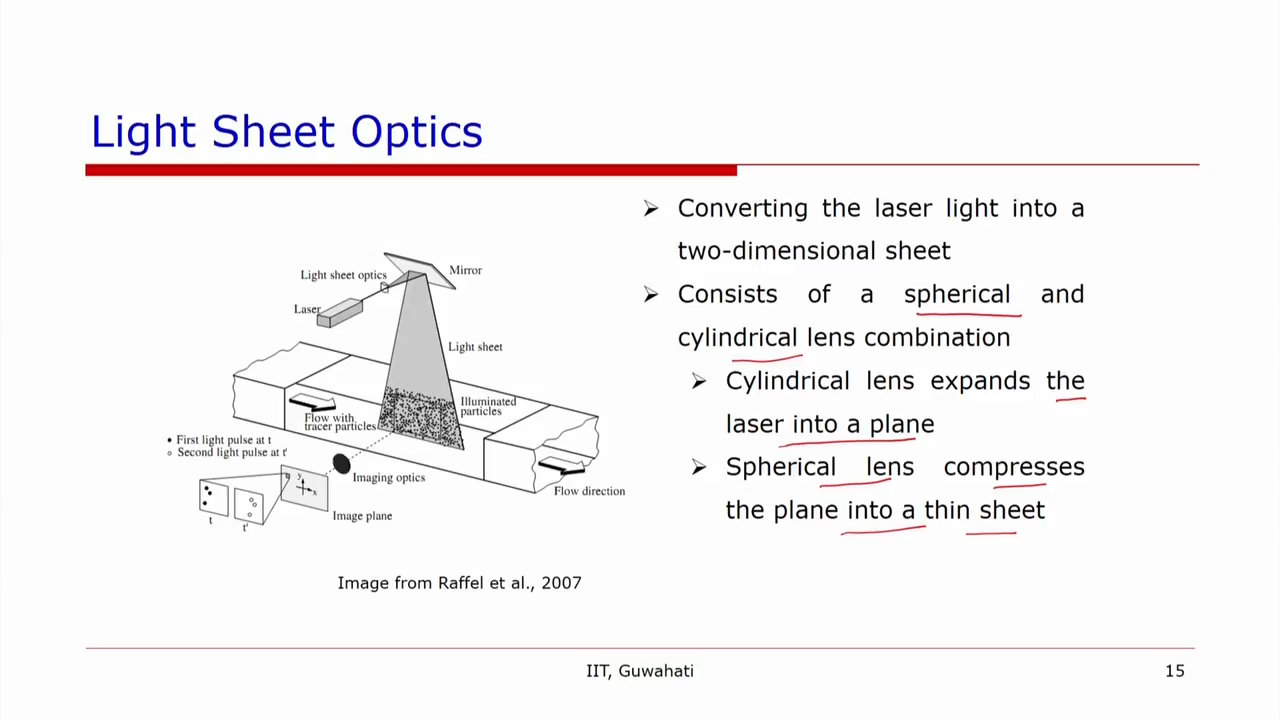 Light Sheet Optics
➢ Converting the laser light into a
two-dimensional sheet
➢ Consists of a spherical and
cylindrical lens combination
➢ Cylindrical lens expands the
laser into a plane
➢ Spherical lens compresses
the plane into a thin sheet
Mirror
Light sheet optics
Laser
Light sheet
Illuminated
particles
Flow with
tracer particles
• First light pulse at t
∘ Second light pulse at t'
Imaging optics
y
x
Flow direction
Image plane
t
t'
Image from Raffel et al., 2007
IIT, Guwahati
15